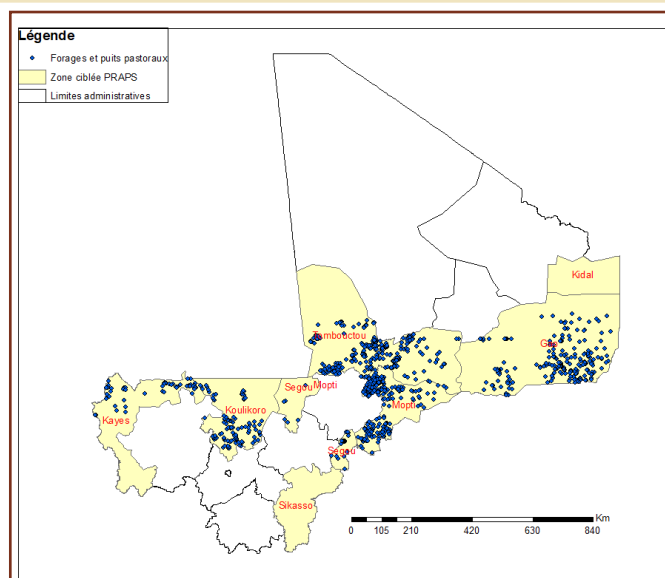 Légende
Forages et puits pastoraux
Zone ciblée PRAPS
Limites administratives
Kidal
Tombouctou
Gao
Segou
Mopti
Koulikoro
Mopti
Kayes
Ségou
Sikasso
Km
0 105 210 420 630 840